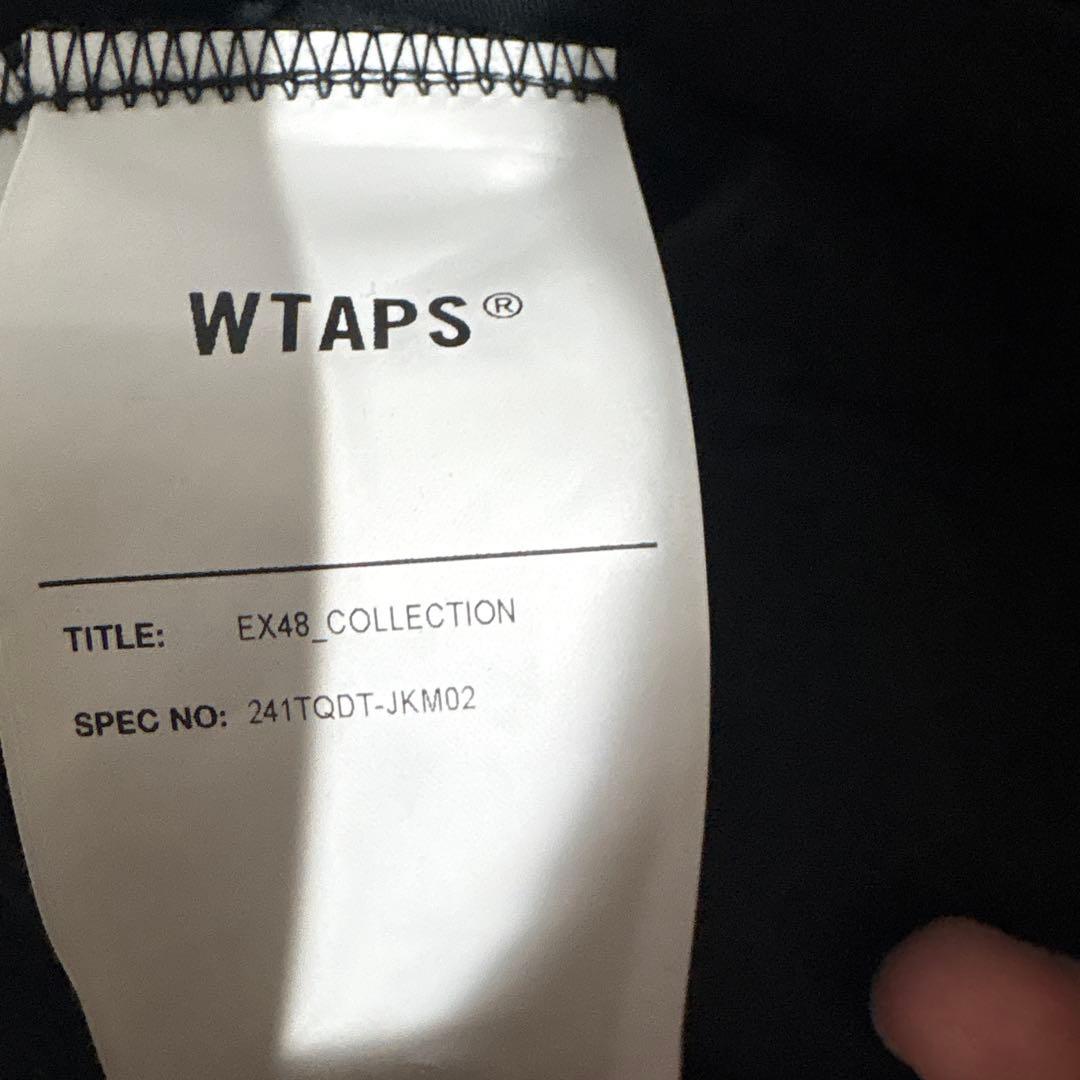 WTAPS®
TITLE: EX48_COLLECTION
SPEC NO: 241TQDT-JKM02